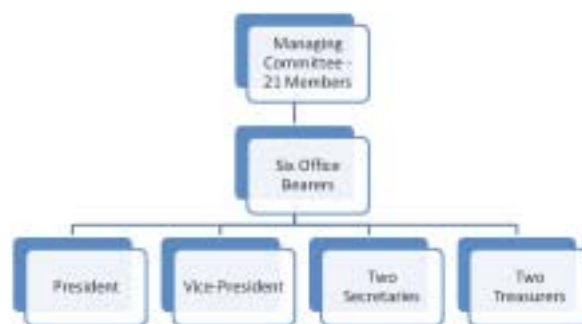 Managing
Committee -
21 Members
Six Office
Bearers
President
Vice-President
Two
Secretaries
Two
Treasurers